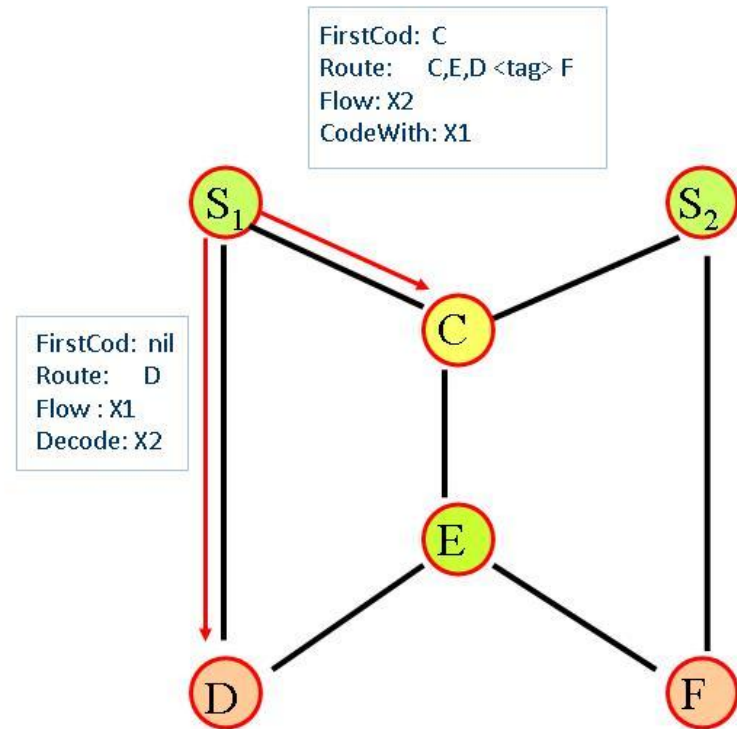 FirstCod: C
Route: C,E,D <tag> F
Flow: X2
CodeWith: X1
S1
S2
C
FirstCod: nil
Route: D
Flow : X1
Decode: X2
E
D
F